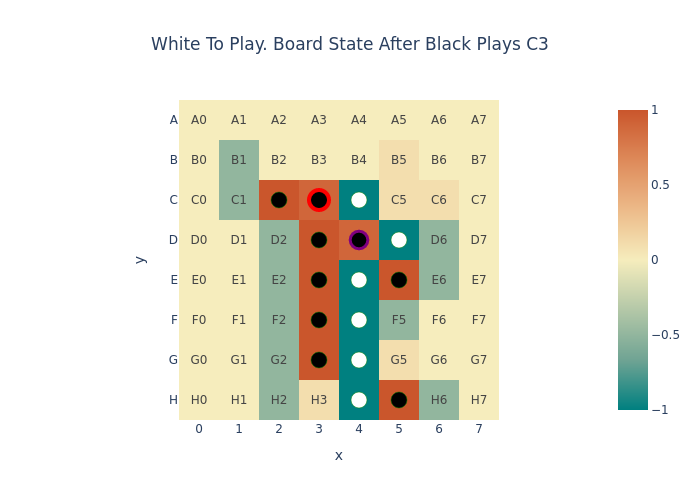 White To Play. Board State After Black Plays C3
A A0 A1 A2 A3 A4 A5 A6 A7 1
B B0 B1 B2 B3 B4 B5 B6 B7
C C0 C1 C5 C6 C7 0.5
D D0 D1 D2 D6 D7
y 0
E E0 E1 E2 E6 E7
F F0 F1 F2 F5 F6 F7 −0.5
G G0 G1 G2 G5 G6 G7
H H0 H1 H2 H3 H6 H7 −1
0 1 2 3 4 5 6 7
x